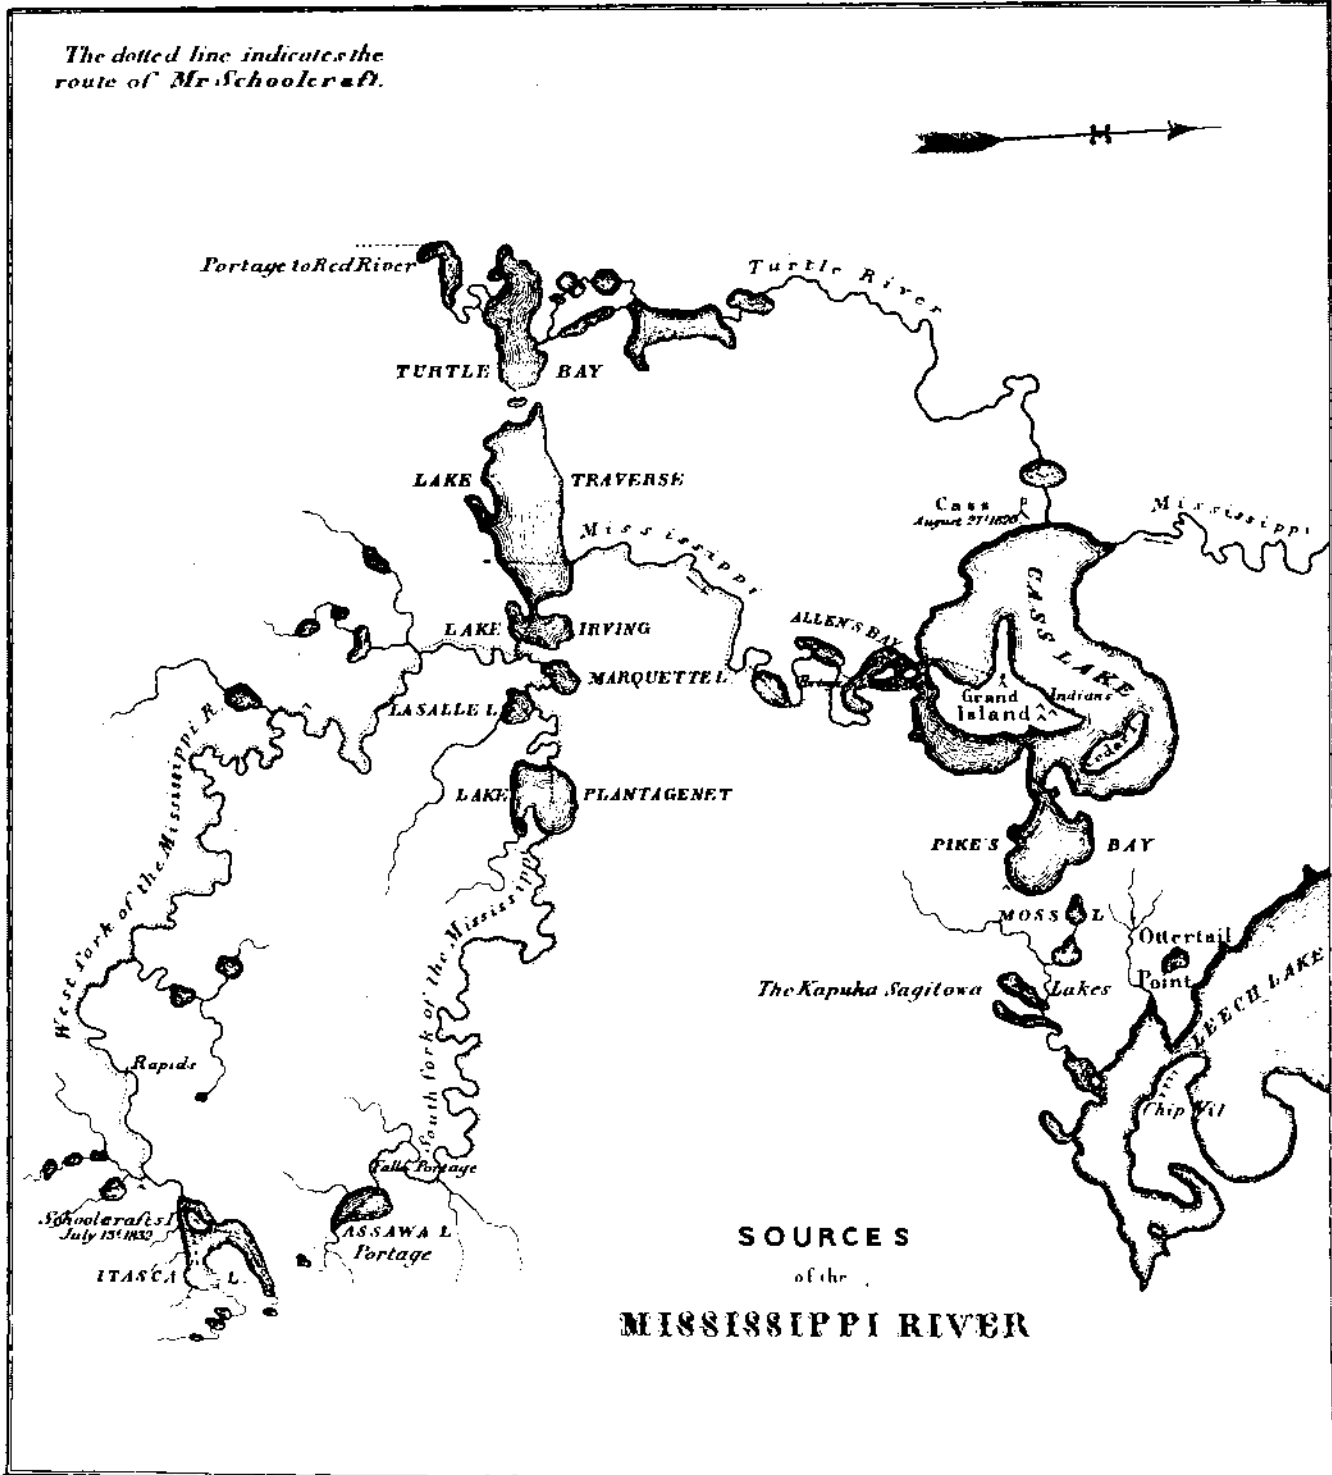 The dotted line indicates the
route of Mr Schoolcraft.
N
Portage to Red River
Turtle River
TURTLE BAY
LAKE TRAVERSE
Mississippi
Cass
August 21st 1820
Mississippi
CASS LAKE
ALLEN'S BAY
LAKE IRVING
MARQUETTE L.
Grand
Island
Indians
LASALLE L
West fork of the Mississippi R.
LAKE PLANTAGENET
PIKE'S BAY
MOSS L
Ottertail
Point
The Kapuka Sagitowa Lakes
LEECH LAKE
South fork of the Mississippi
Rapids
Chip Vil
Falls Portage
Schoolcrafts I
July 13t 1832
ASSAWA L
Portage
ITASCA L.
SOURCES
of the
MISSISSIPPI RIVER